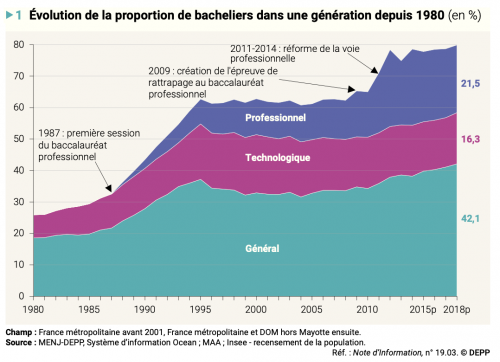 ▶1 Évolution de la proportion de bacheliers dans une génération depuis 1980 (en %)
80
70
60
50
40
30
20
10
0
2011-2014 : réforme de la voie
professionnelle
2009 : création de l'épreuve de
rattrapage au baccalauréat
professionnel
1987 : première session
du baccalauréat
professionnel
Professionnel
21,5
Technologique
16,3
Général
42,1
1980 1985 1990 1995 2000 2005 2010 2015p 2018p
Champ : France métropolitaine avant 2001, France métropolitaine et DOM hors Mayotte ensuite.
Source : MENJ-DEPP, Système d'information Ocean ; MAA ; Insee - recensement de la population.
Réf. : Note d'Information, n° 19.03. © DEPP